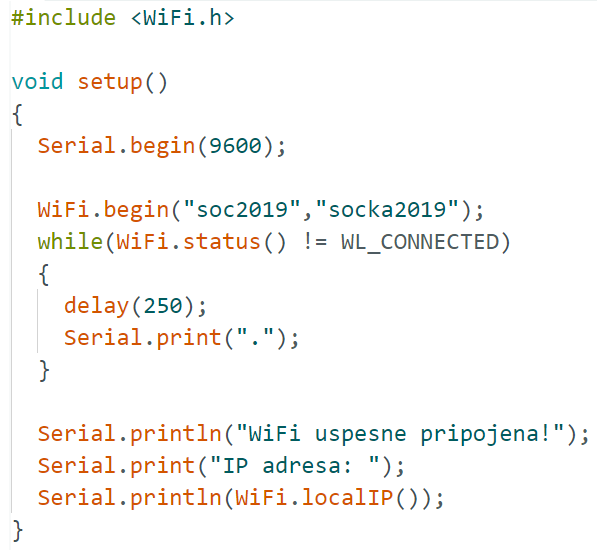 #include <WiFi.h>
void setup()
{
Serial.begin(9600);
WiFi.begin("soc2019","socka2019");
while(WiFi.status() != WL_CONNECTED)
{
delay(250);
Serial.print(".");
}
Serial.println("WiFi uspesne pripojena!");
Serial.print("IP adresa: ");
Serial.println(WiFi.localIP());
}